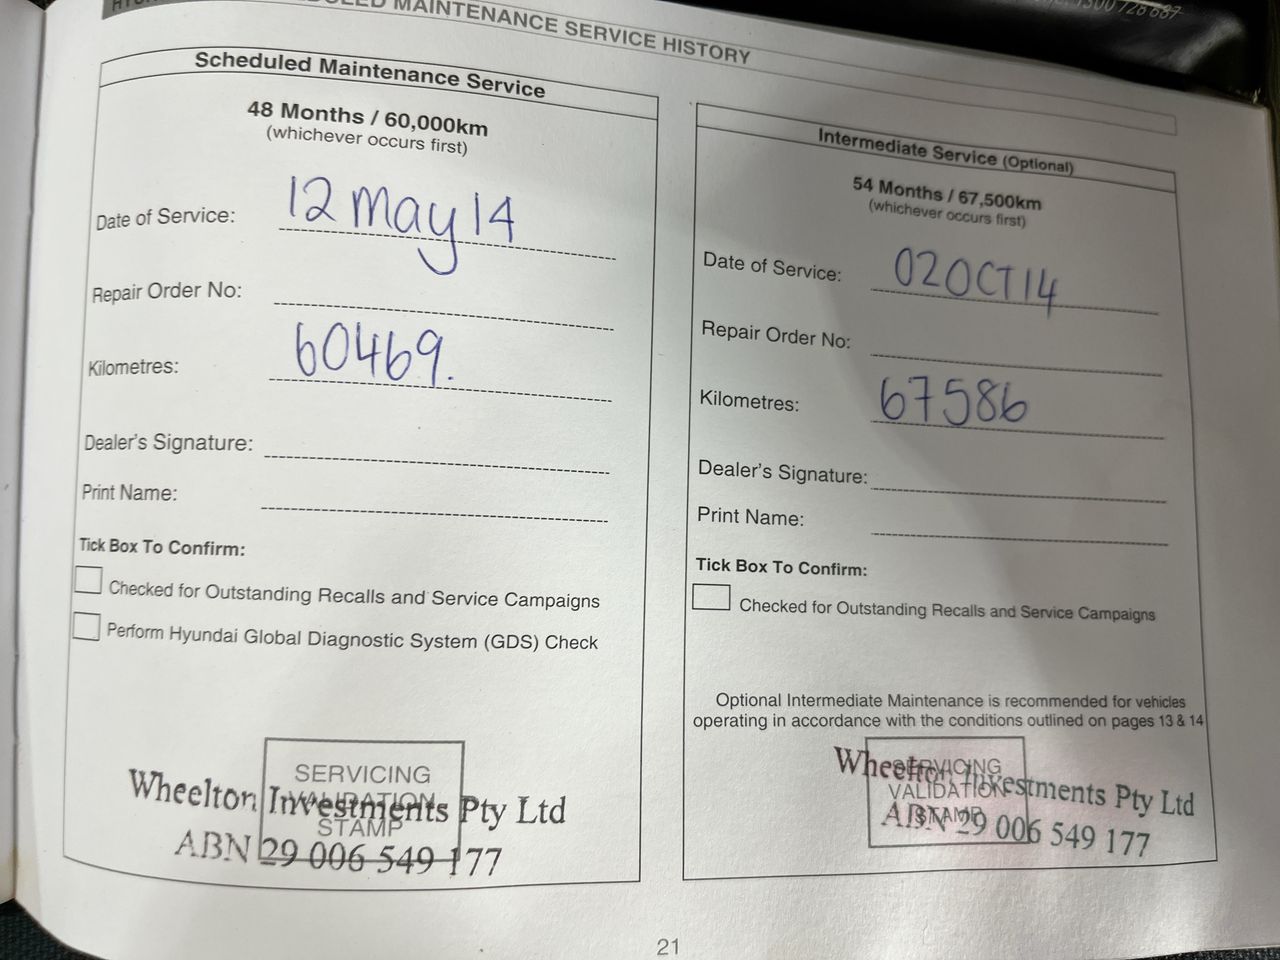 MAINTENANCE SERVICE HISTORY
Scheduled Maintenance Service
48 Months / 60,000km
(whichever occurs first)
Date of Service: 12 May 14
Repair Order No:
Kilometres: 60469.
Dealer's Signature:
Print Name:
Tick Box To Confirm:
Checked for Outstanding Recalls and Service Campaigns
Perform Hyundai Global Diagnostic System (GDS) Check
SERVICING
VALIDATION
STAMP
Wheelton Investments Pty Ltd
ABN 29 006 549 177
Intermediate Service (Optional)
54 Months / 67,500km
(whichever occurs first)
Date of Service: 02 OCT 14
Repair Order No:
Kilometres: 67586
Dealer's Signature:
Print Name:
Tick Box To Confirm:
Checked for Outstanding Recalls and Service Campaigns
Optional Intermediate Maintenance is recommended for vehicles
operating in accordance with the conditions outlined on pages 13 & 14
SERVICING
VALIDATION
STAMP
Wheelton Investments Pty Ltd
ABN 29 006 549 177
21